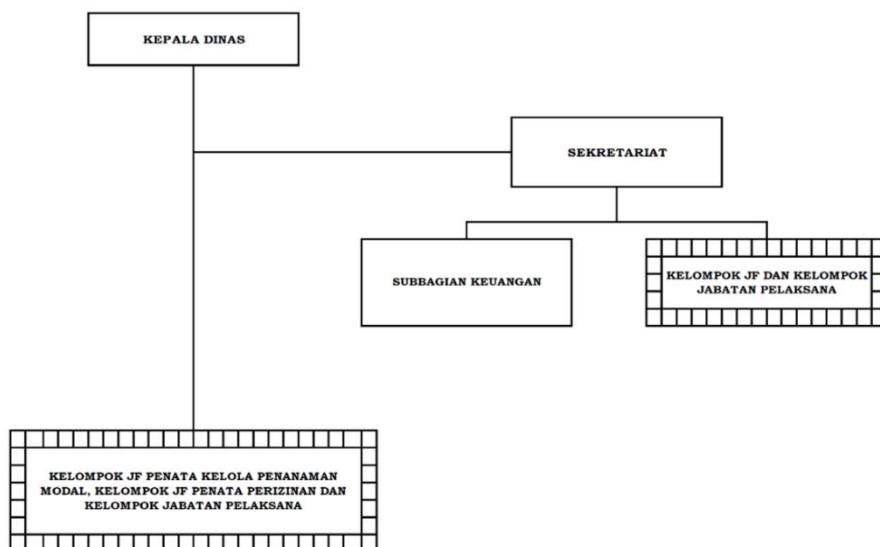 KEPALA DINAS
SEKRETARIAT
SUBBAGIAN KEUANGAN
KELOMPOK JF DAN KELOMPOK
JABATAN PELAKSANA
KELOMPOK JF PENATA KELOLA PENANAMAN
MODAL, KELOMPOK JF PENATA PERIZINAN DAN
KELOMPOK JABATAN PELAKSANA